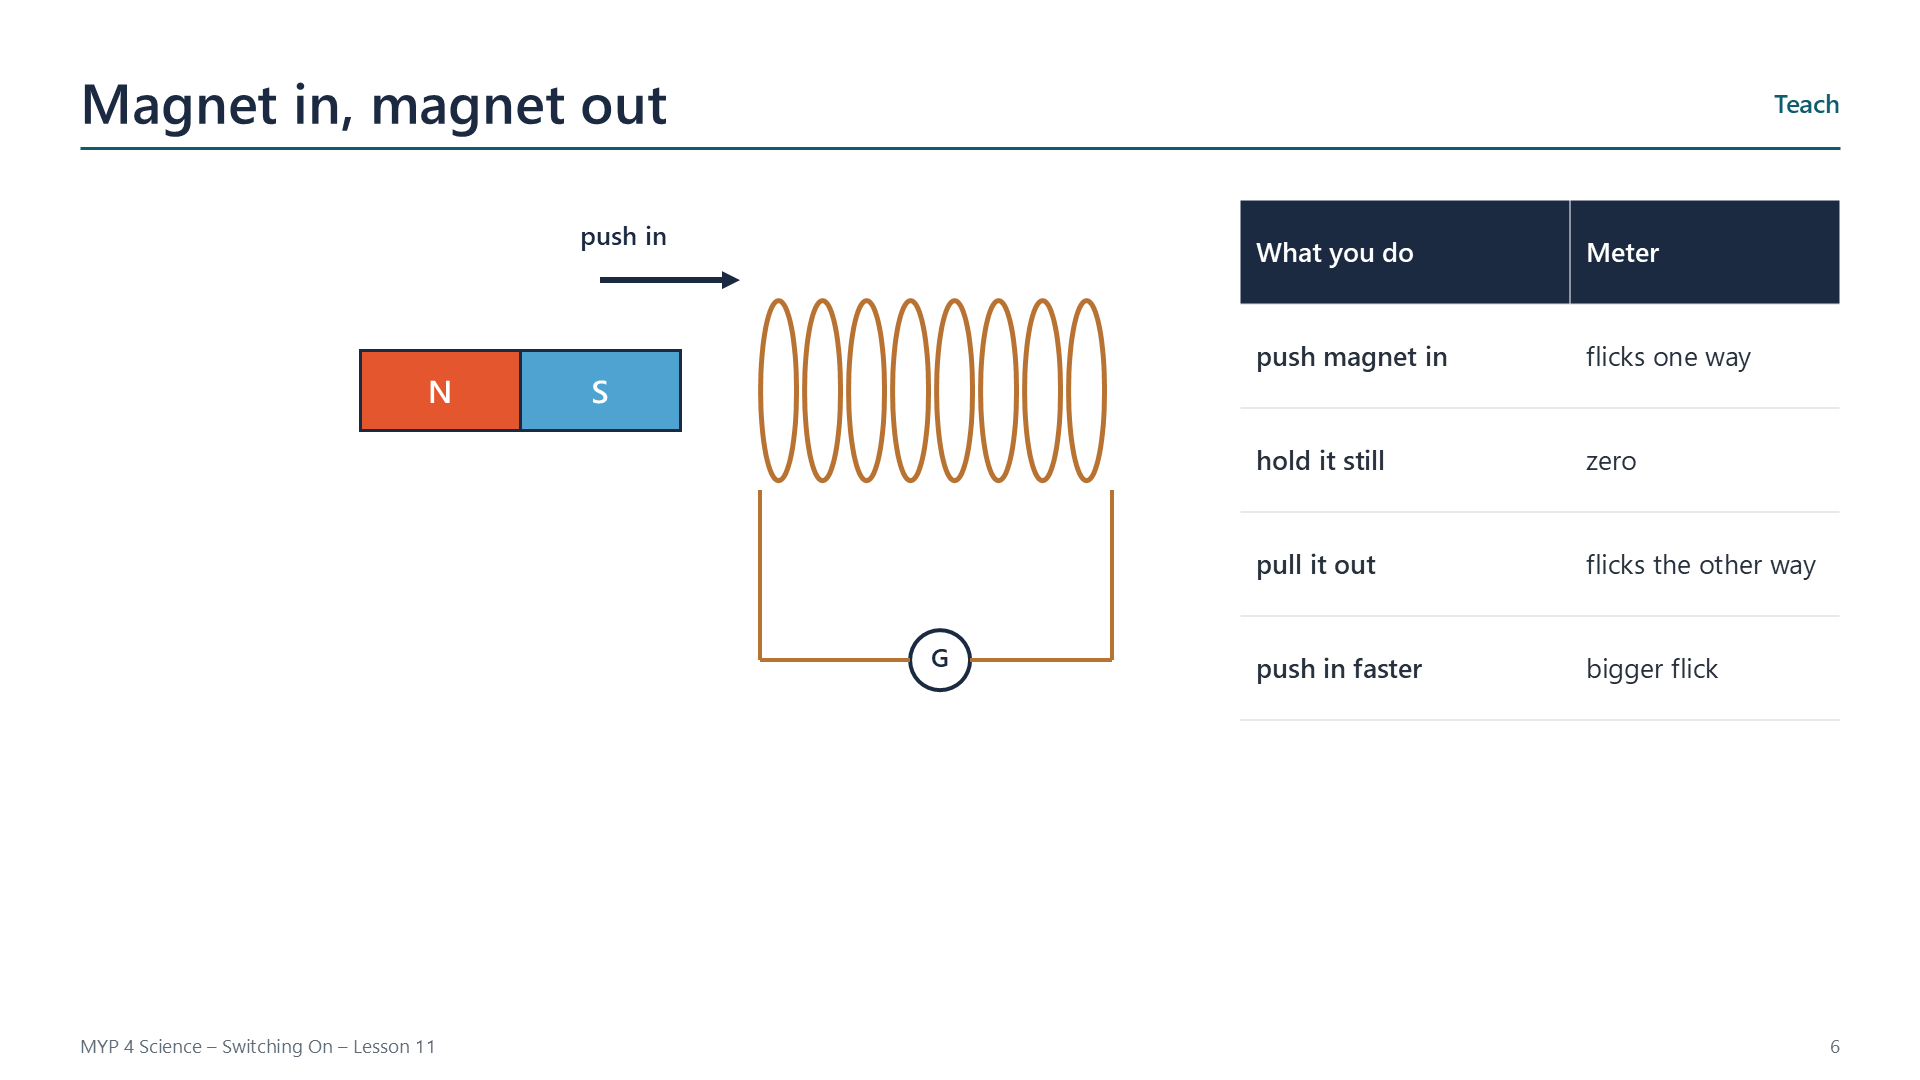 Magnet in, magnet out
Teach
push in
N S
G
What you do Meter
push magnet in flicks one way
hold it still zero
pull it out flicks the other way
push in faster bigger flick
MYP 4 Science – Switching On – Lesson 11
6